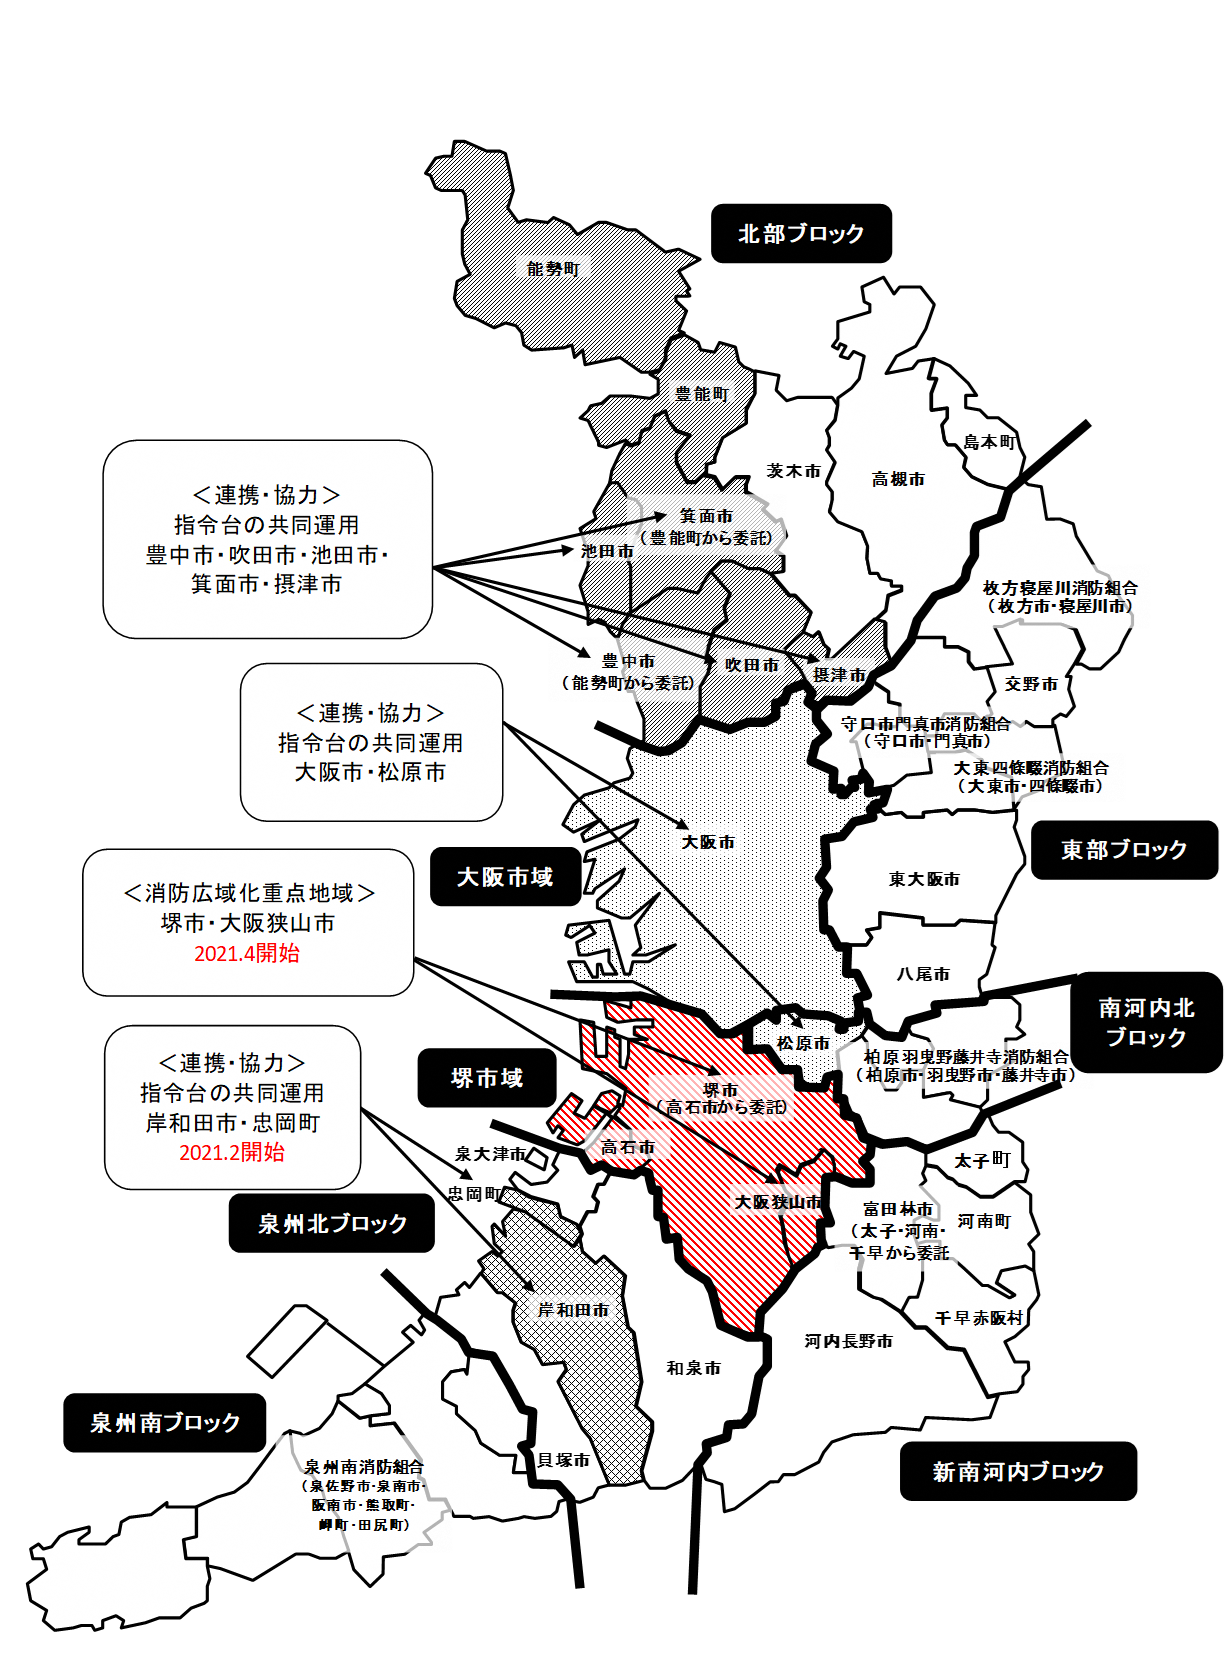 北部ブロック
能勢町
豊能町
茨木市
高槻市
島本町
＜連携・協力＞
指令台の共同運用
豊中市・吹田市・池田市・
箕面市・摂津市
箕面市
（豊能町から委託）
池田市
豊中市
（能勢町から委託）
吹田市
摂津市
枚方寝屋川消防組合
（枚方市・寝屋川市）
交野市
守口市門真市消防組合
（守口市・門真市）
大東四條畷消防組合
（大東市・四條畷市）
＜連携・協力＞
指令台の共同運用
大阪市・松原市
大阪市
大阪市域
東部ブロック
東大阪市
八尾市
＜消防広域化重点地域＞
堺市・大阪狭山市
2021.4開始
南河内北
ブロック
松原市
柏原羽曳野藤井寺消防組合
（柏原市・羽曳野市・藤井寺市）
堺市域
堺市
（高石市から委託）
高石市
＜連携・協力＞
指令台の共同運用
岸和田市・忠岡町
2021.2開始
泉大津市
忠岡町
大阪狭山市
太子町
富田林市
（太子・河南・
千早から委託
河南町
泉州北ブロック
岸和田市
千早赤阪村
河内長野市
和泉市
泉州南ブロック
貝塚市
泉州南消防組合
（泉佐野市・泉南市・
阪南市・熊取町・
岬町・田尻町）
新南河内ブロック